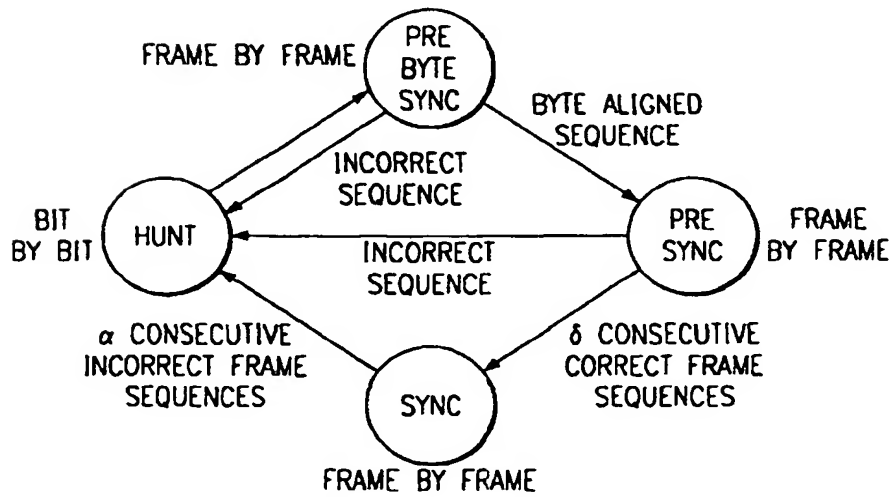 FRAME BY FRAME
PRE
BYTE
SYNC
BYTE ALIGNED
SEQUENCE
INCORRECT
SEQUENCE
BIT
BY BIT
HUNT
PRE
SYNC
FRAME
BY FRAME
INCORRECT
SEQUENCE
α CONSECUTIVE
INCORRECT FRAME
SEQUENCES
δ CONSECUTIVE
CORRECT FRAME
SEQUENCES
SYNC
FRAME BY FRAME